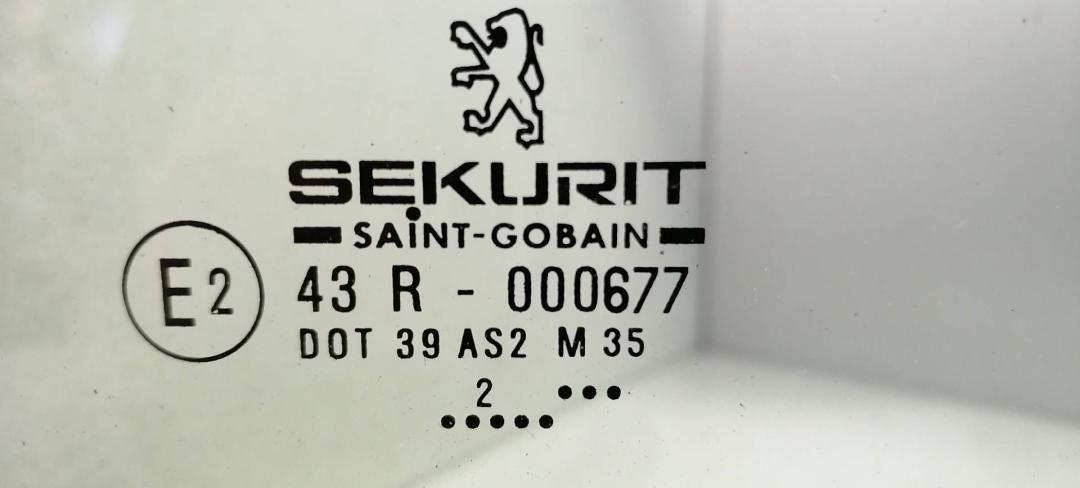 SEKURIT
SAINT-GOBAIN
E2 43 R - 000677
DOT 39 AS2 M 35
2